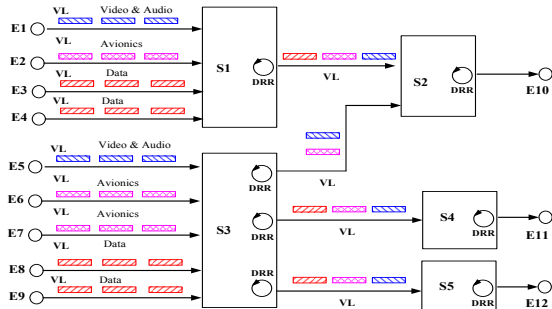 VL Video & Audio
E1
VL Avionics
E2
VL Data
E3
VL Data
E4
S1
DRR
VL
S2
DRR
E10
VL Video & Audio
E5
VL Avionics
E6
VL Avionics
E7
VL Data
E8
VL Data
E9
S3
DRR
DRR
DRR
VL
VL
VL
S4
DRR
E11
S5
DRR
E12